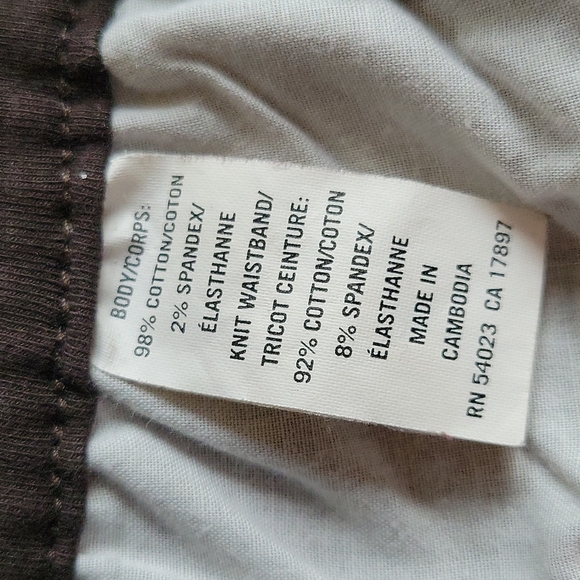 BODY/CORPS:
98% COTTON/COTON
2% SPANDEX/
ÉLASTHANNE
KNIT WAISTBAND/
TRICOT CEINTURE:
92% COTTON/COTON
8% SPANDEX/
ÉLASTHANNE
MADE IN
CAMBODIA
RN 54023 CA 17897